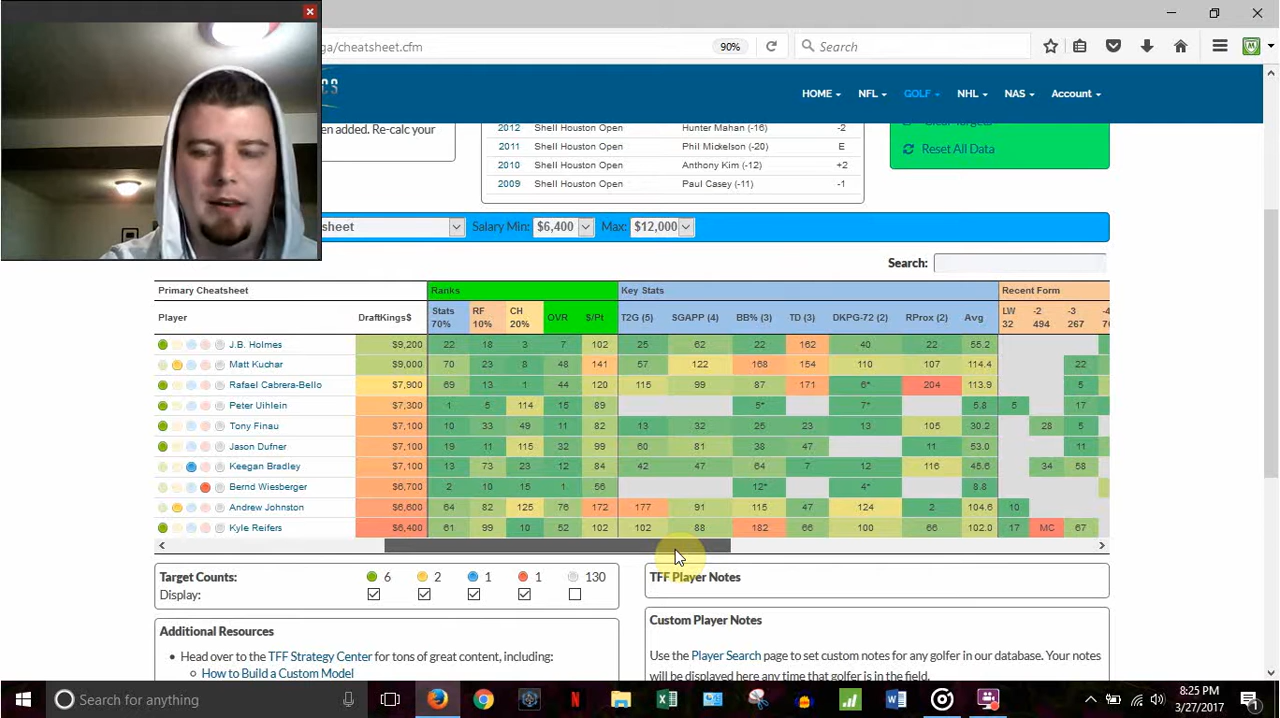 ga/cheatsheet.cfm
90%
Search
CS
HOME
NFL
GOLF
NHL
NAS
Account
en added. Re-calc your
2012 Shell Houston Open Hunter Mahan (-16) -2
2011 Shell Houston Open Phil Mickelson (-20) E
2010 Shell Houston Open Anthony Kim (-12) +2
2009 Shell Houston Open Paul Casey (-11) -1
Reset All Data
sheet Salary Min: $6,400 Max: $12,000
Search:
Primary Cheatsheet Ranks Key Stats Recent Form
Player DraftKings$ Stats 70% RF 10% CH 20% OVR $/Pt T2G (5) SGAPP (4) BB% (3) TD (3) DKPG-72 (2) RProx (2) Avg LW 32 -2 494 -3 267
J.B. Holmes $9,200 22 18 3 7 102 25 62 22 162 40 22 55.2
Matt Kuchar $9,000 70 23 8 48 141 57 122 168 154 110 107 114.4 22
Rafael Cabrera-Bello $7,900 69 13 1 44 120 115 99 87 171 6* 204 113.9 5
Peter Uihlein $7,300 1 5 114 15 89 5* 7* 5.8 5 17
Tony Finau $7,100 10 33 49 11 82 13 32 25 23 13 105 30.2 28 5
Jason Dufner $7,100 19 11 115 32 99 60 81 38 47 11 53.0
Keegan Bradley $7,100 13 73 23 12 84 42 47 64 7 12 116 45.6 34 58
Bernd Wiesberger $6,700 2 10 15 1 56 12* 4* 8.8
Andrew Johnston $6,600 64 82 125 76 172 177 91 115 47 124 2 104.6 10
Kyle Reifers $6,400 61 99 10 52 102 102 88 182 66 100 66 102.0 17 MC 67
Target Counts: 6 2 1 1 130
Display:
TFF Player Notes
Additional Resources
Head over to the TFF Strategy Center for tons of great content, including:
How to Build a Custom Model
Custom Player Notes
Use the Player Search page to set custom notes for any golfer in our database. Your notes
will be displayed here any time that golfer is in the field.
Search for anything
8:25 PM
3/27/2017